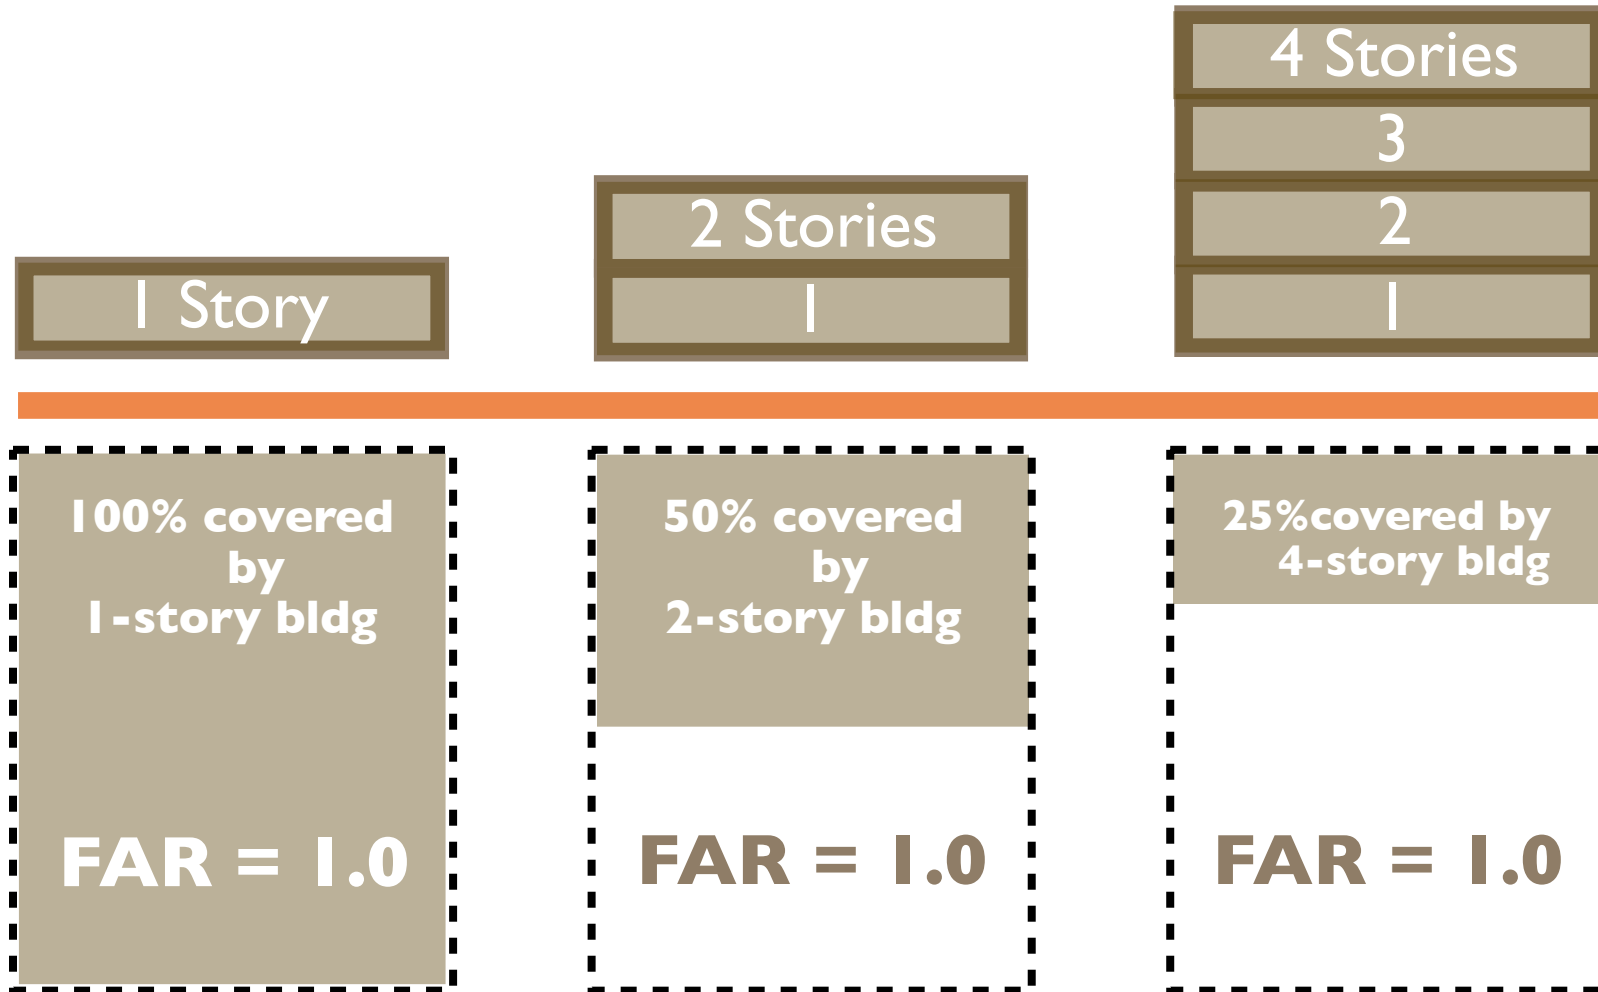 1 Story
2 Stories
1
4 Stories
3
2
1
100% covered
by
1-story bldg
FAR = 1.0
50% covered
by
2-story bldg
FAR = 1.0
25%covered by
4-story bldg
FAR = 1.0